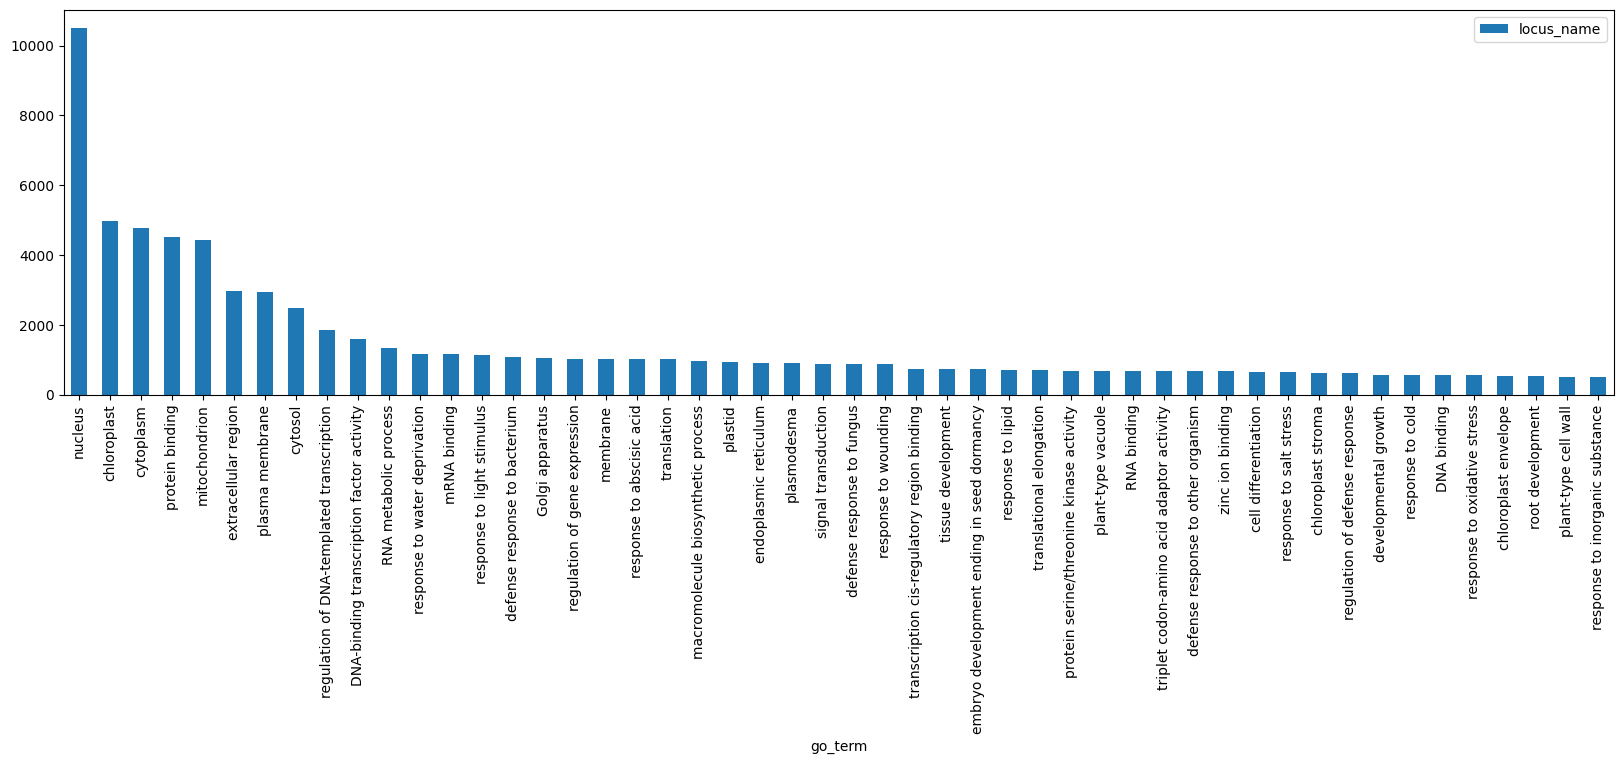 locus_name
10000
8000
6000
4000
2000
0
nucleus
chloroplast
cytoplasm
protein binding
mitochondrion
extracellular region
plasma membrane
cytosol
regulation of DNA-templated transcription
DNA-binding transcription factor activity
RNA metabolic process
response to water deprivation
mRNA binding
response to light stimulus
defense response to bacterium
Golgi apparatus
regulation of gene expression
membrane
response to abscisic acid
translation
macromolecule biosynthetic process
plastid
endoplasmic reticulum
plasmodesma
signal transduction
defense response to fungus
response to wounding
transcription cis-regulatory region binding
tissue development
embryo development ending in seed dormancy
response to lipid
translational elongation
protein serine/threonine kinase activity
plant-type vacuole
RNA binding
triplet codon-amino acid adaptor activity
defense response to other organism
zinc ion binding
cell differentiation
response to salt stress
chloroplast stroma
regulation of defense response
developmental growth
response to cold
DNA binding
response to oxidative stress
chloroplast envelope
root development
plant-type cell wall
response to inorganic substance
go_term